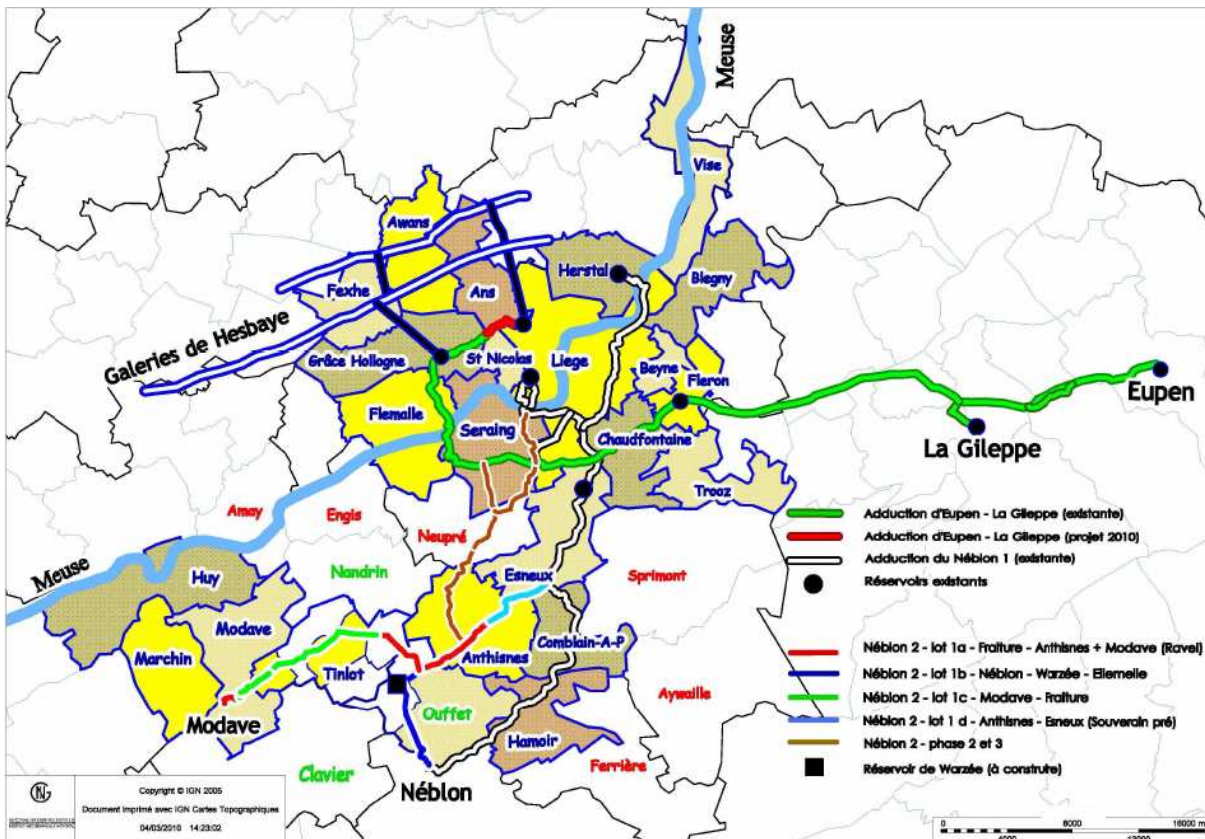 Meuse
Vise
Awans
Herstal
Blegny
Fexhe
Ans
Galeries de Hesbaye
Grâce Hollogne
St Nicolas
Liege
Beyne
Fleron
Eupen
Flemalle
Seraing
Chaudfontaine
La Gileppe
Trooz
Amay
Engis
Neupré
Meuse
Huy
Nandrin
Esneux
Sprimont
Modave
Marchin
Tinlot
Anthisnes
Comblain-A-P
Ouffet
Aywaille
Modave
Hamoir
Clavier
Néblon
Ferrière
Adduction d'Eupen - La Gileppe (existante)
Adduction d'Eupen - La Gileppe (projet 2010)
Adduction du Néblon 1 (existante)
Réservoirs existants
Néblon 2 - lot 1a - Fraiture - Anthisnes + Modave (Ravel)
Néblon 2 - lot 1b - Néblon - Warzée - Ellemelle
Néblon 2 - lot 1c - Modave - Fraiture
Néblon 2 - lot 1 d - Anthisnes - Esneux (Souverain pré)
Néblon 2 - phase 2 et 3
Réservoir de Warzée (à construire)
Copyright © IGN 2005
Document imprimé avec IGN Cartes Topographiques
04/03/2010 14:23:02
8000 16000 m
4000 12000